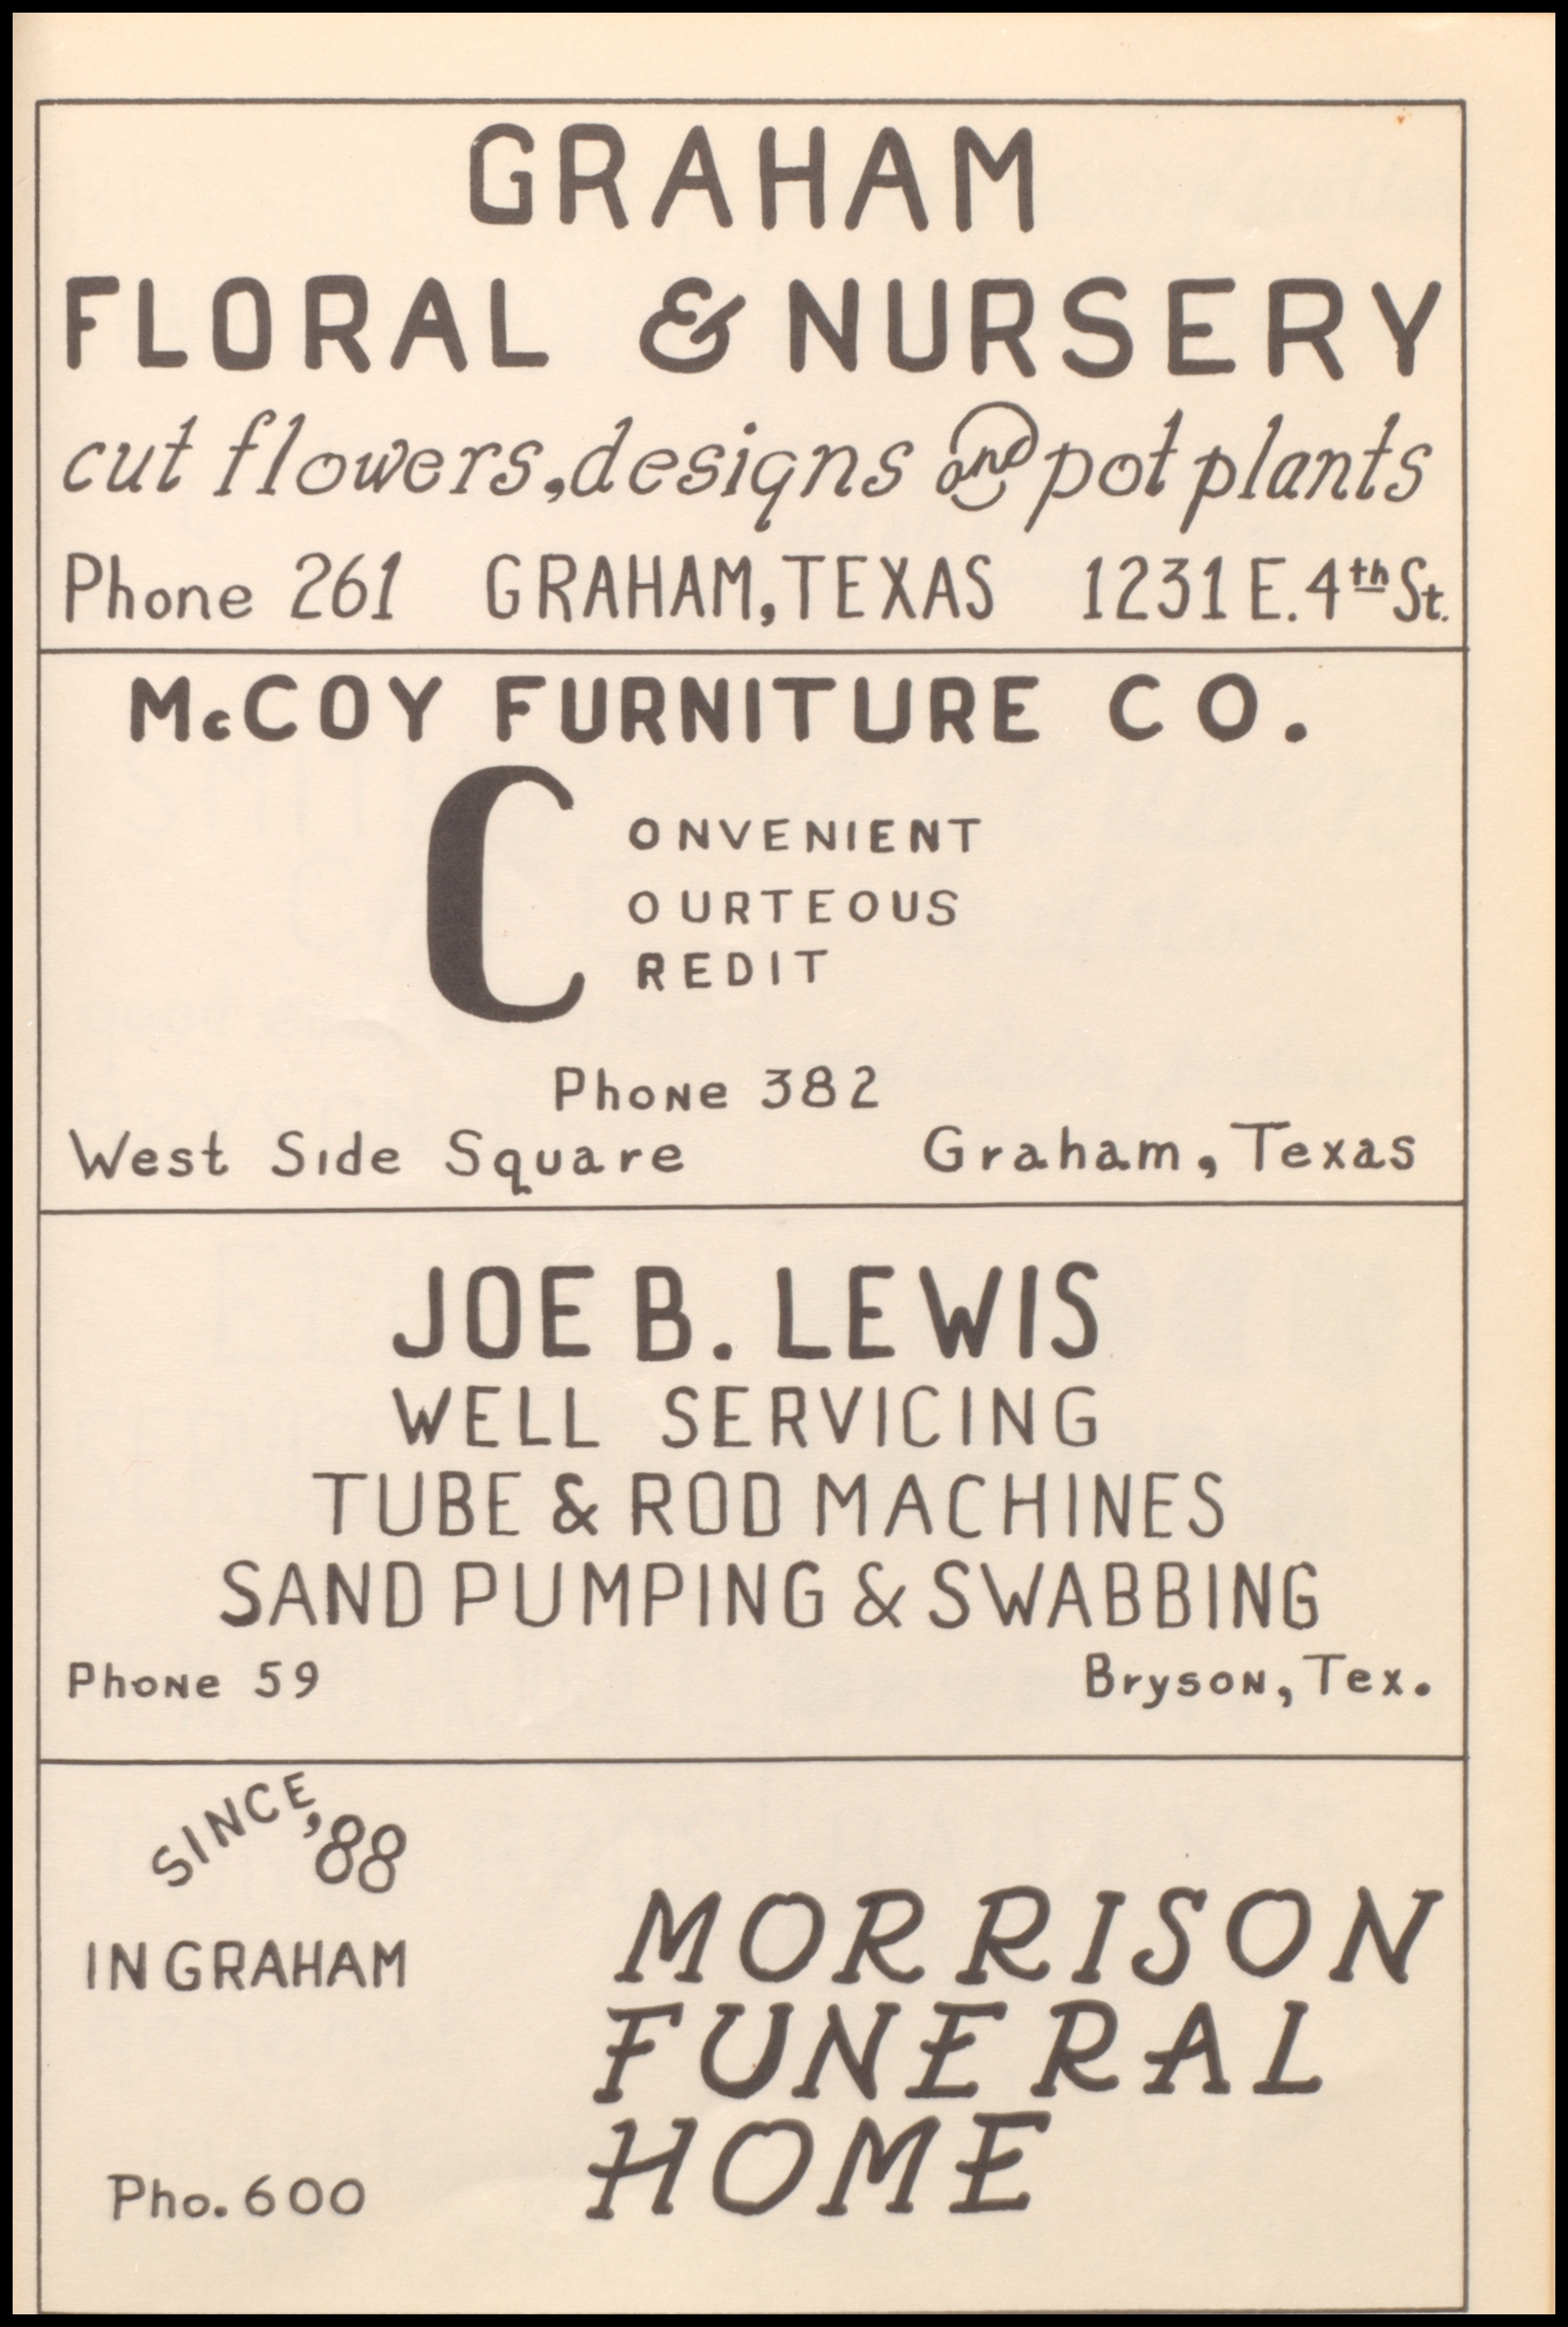 GRAHAM
FLORAL & NURSERY
cut flowers, designs and pot plants
Phone 261 GRAHAM, TEXAS 1231 E. 4th St.
McCOY FURNITURE CO.
CONVENIENT
COURTEOUS
CREDIT
Phone 382
West Side Square Graham, Texas
JOE B. LEWIS
WELL SERVICING
TUBE & ROD MACHINES
SAND PUMPING & SWABBING
Phone 59 Bryson, Tex.
SINCE '88
IN GRAHAM
MORRISON
FUNERAL
HOME
Pho. 600